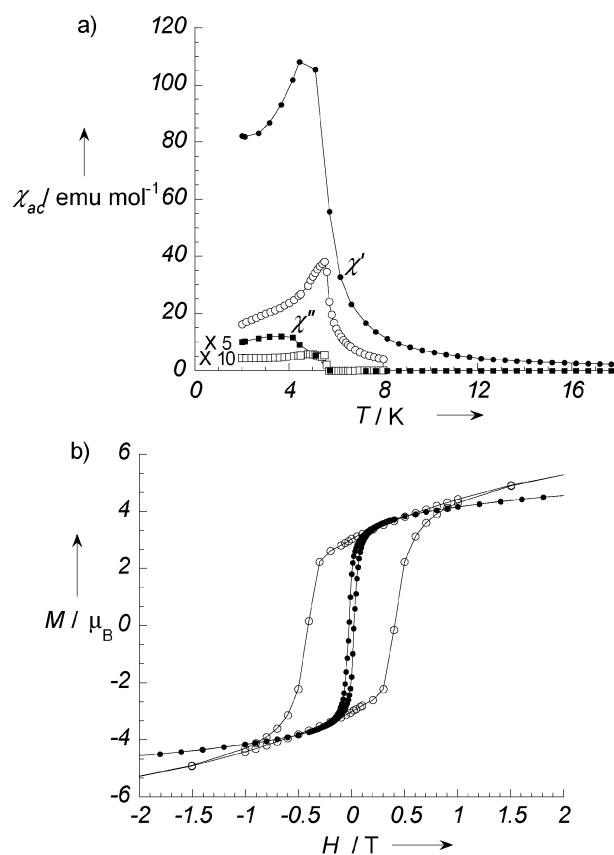 a)
120
100
80
χac/ emu mol-1
60
40
χ'
20
χ"
X 5
X 10
0
0 4 8 12 16
T / K
b)
6
4
2
M / μB
0
-2
-4
-6
-2 -1.5 -1 -0.5 0 0.5 1 1.5 2
H / T